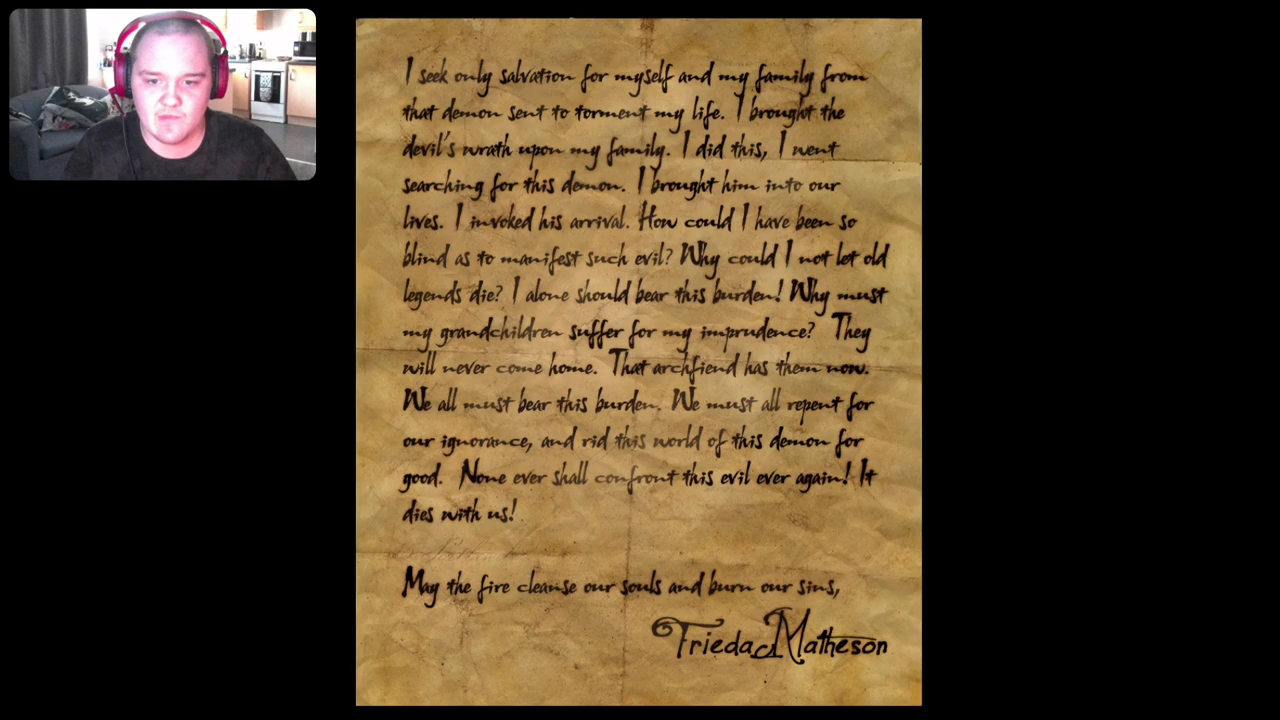 I seek only salvation for myself and my family from
that demon sent to torment my life. I brought the
devil's wrath upon my family. I did this, I went
searching for this demon. I brought him into our
lives. I invoked his arrival. How could I have been so
blind as to manifest such evil? Why could I not let old
legends die? I alone should bear this burden! Why must
my grandchildren suffer for my imprudence? They
will never come home. That archfiend has them now.
We all must bear this burden. We must all repent for
our ignorance, and rid this world of this demon for
good. None ever shall confront this evil ever again! It
dies with us!
May the fire cleanse our souls and burn our sins,
Frieda Matheson